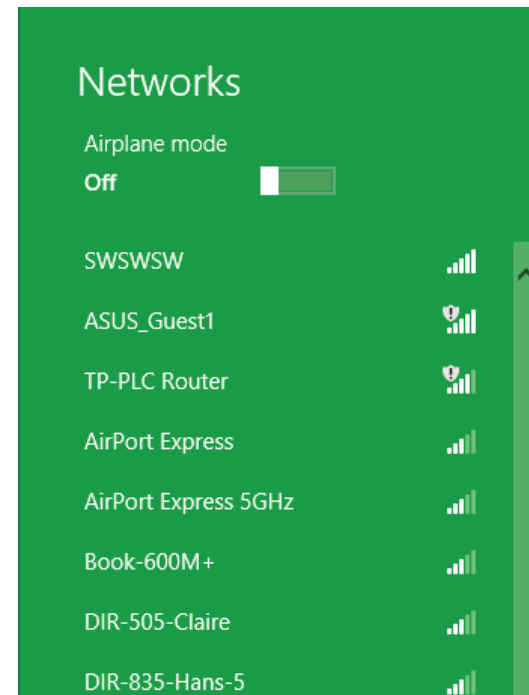 Networks
Airplane mode
Off
SWSWSW
ASUS_Guest1
TP-PLC Router
AirPort Express
AirPort Express 5GHz
Book-600M+
DIR-505-Claire
DIR-835-Hans-5